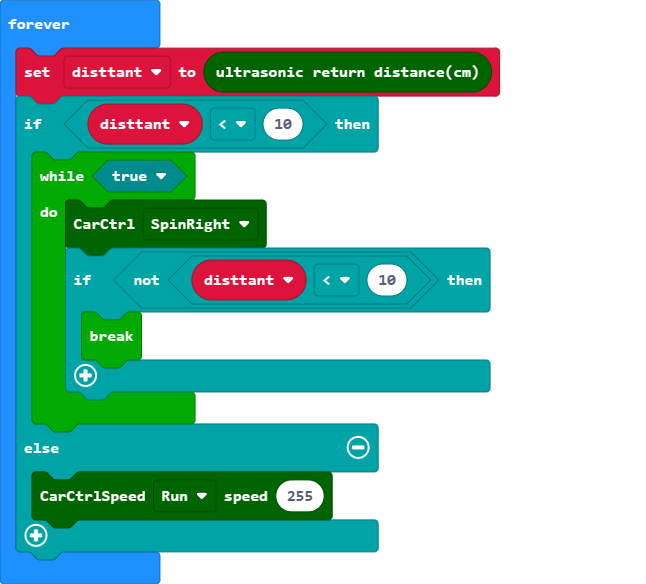 forever
set disttant to ultrasonic return distance(cm)
if disttant < 10 then
while true
do CarCtrl SpinRight
if not disttant < 10 then
break
else
CarCtrlSpeed Run speed 255